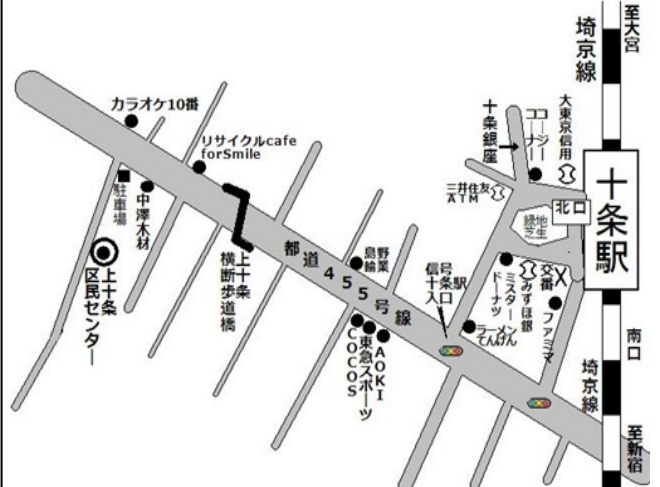 至大宮
埼京線
大東京信用
コージー
コーナー
十条銀座
三井住友
ATM
北口
緑地
芝生
十条駅
交番
みずほ銀
ミスター
ドーナツ
ファミマ
ラーメン
てんけん
南口
埼京線
至新宿
カラオケ10番
リサイクルcafe
forSmile
駐車場
中澤木材
上十条
区民センター
上十条
横断歩道橋
都道455号線
COCOS
東急スポーツ
AOKI
十条駅
入口
信号